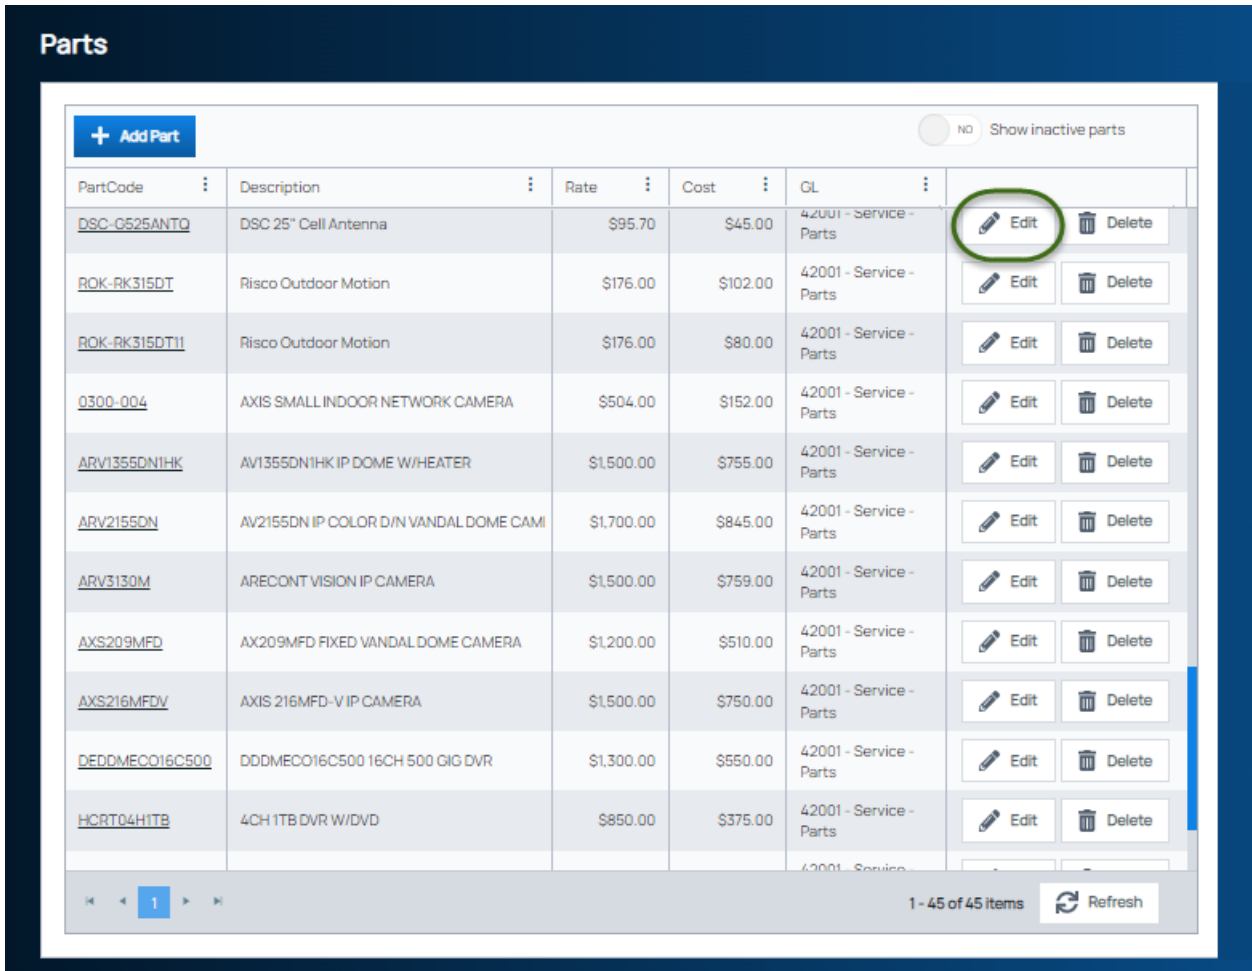 Parts
Add Part
NO Show inactive parts
PartCode Description Rate Cost GL
DSC-G525ANTQ DSC 25" Cell Antenna $95.70 $45.00 42001 - Service - Parts Edit Delete
ROK-RK315DT Risco Outdoor Motion $176.00 $102.00 42001 - Service - Parts Edit Delete
ROK-RK315DT11 Risco Outdoor Motion $176.00 $80.00 42001 - Service - Parts Edit Delete
0300-004 AXIS SMALL INDOOR NETWORK CAMERA $504.00 $152.00 42001 - Service - Parts Edit Delete
ARV1355DN1HK AV1355DN1HK IP DOME W/HEATER $1,500.00 $755.00 42001 - Service - Parts Edit Delete
ARV2155DN AV2155DN IP COLOR D/N VANDAL DOME CAM $1,700.00 $845.00 42001 - Service - Parts Edit Delete
ARV3130M ARECONT VISION IP CAMERA $1,500.00 $759.00 42001 - Service - Parts Edit Delete
AXS209MFD AX209MFD FIXED VANDAL DOME CAMERA $1,200.00 $510.00 42001 - Service - Parts Edit Delete
AXS216MFDV AXIS 216MFD-V IP CAMERA $1,500.00 $750.00 42001 - Service - Parts Edit Delete
DEDDMECO16C500 DDDMECO16C500 16CH 500 GIG DVR $1,300.00 $550.00 42001 - Service - Parts Edit Delete
HCRT04H1TB 4CH 1TB DVR W/DVD $850.00 $375.00 42001 - Service - Parts Edit Delete
42001 - Service -
1 1 - 45 of 45 items Refresh